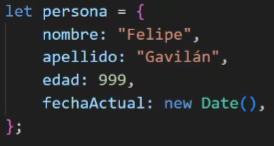 let persona = {
    nombre: "Felipe",
    apellido: "Gavilán",
    edad: 999,
    fechaActual: new Date(),
};